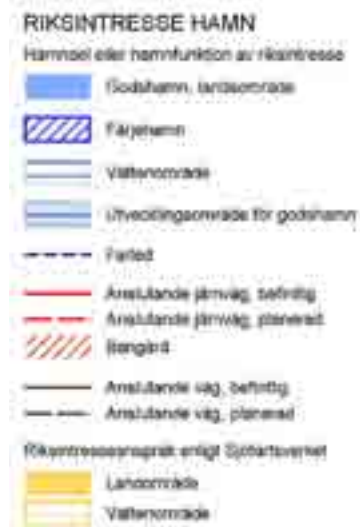 RIKSINTRESSE HAMN
Hamndel eller hamnfunktion av riksintresse
Godshamn, landområde
Färjehamn
Vattenområde
Utvecklingsområde för godshamn
Farled
Anslutande järnväg, befintlig
Anslutande järnväg, planerad
Bangård
Anslutande väg, befintlig
Anslutande väg, planerad
Riksintresseanspråk enligt Sjöfartsverket
Landområde
Vattenområde